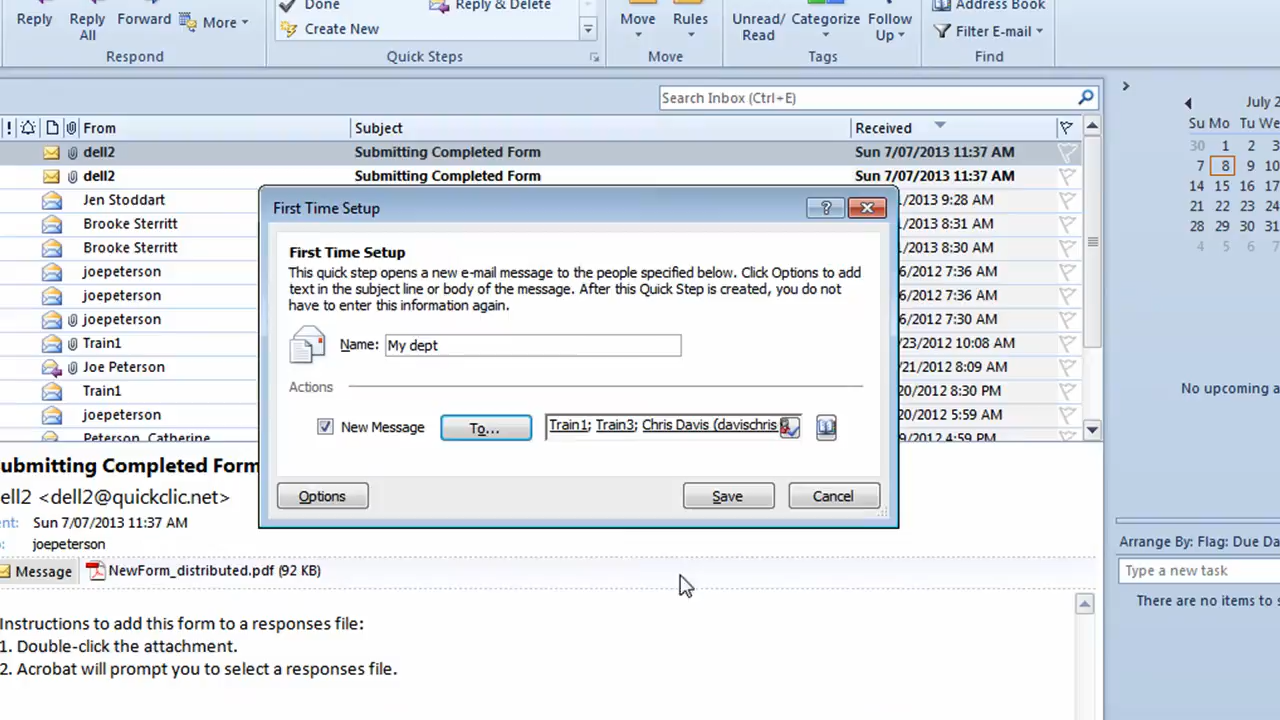 Done
Reply & Delete
Address Book
Reply
Reply All
Forward
More
Create New
Move
Rules
Unread/ Read
Categorize
Follow Up
Filter E-mail
Respond
Quick Steps
Move
Tags
Find
Search Inbox (Ctrl+E)
July 2
! From Subject Received
Su Mo Tu We
30 1 2 3
7 8 9 10
14 15 16 17
21 22 23 24
28 29 30 31
4 5 6 7
dell2 Submitting Completed Form Sun 7/07/2013 11:37 AM
dell2 Submitting Completed Form Sun 7/07/2013 11:37 AM
Jen Stoddart /2013 9:28 AM
Brooke Sterritt /2013 8:31 AM
Brooke Sterritt /2013 8:30 AM
joepeterson 6/2012 7:36 AM
joepeterson 6/2012 7:36 AM
joepeterson 6/2012 7:30 AM
Train1 /23/2012 10:08 AM
Joe Peterson /21/2012 8:09 AM
Train1 20/2012 8:30 PM
joepeterson 20/2012 5:59 AM
Peterson, Catherine 19/2012 4:59 PM
First Time Setup
First Time Setup
This quick step opens a new e-mail message to the people specified below. Click Options to add
text in the subject line or body of the message. After this Quick Step is created, you do not
have to enter this information again.
Name: My dept
Actions
New Message To... Train1; Train3; Chris Davis (davischris
Options Save Cancel
No upcoming a
ubmitting Completed Form
ell2 <dell2@quickclic.net>
ent: Sun 7/07/2013 11:37 AM
o: joepeterson
Message NewForm_distributed.pdf (92 KB)
Instructions to add this form to a responses file:
1. Double-click the attachment.
2. Acrobat will prompt you to select a responses file.
Arrange By: Flag: Due Da
Type a new task
There are no items to s